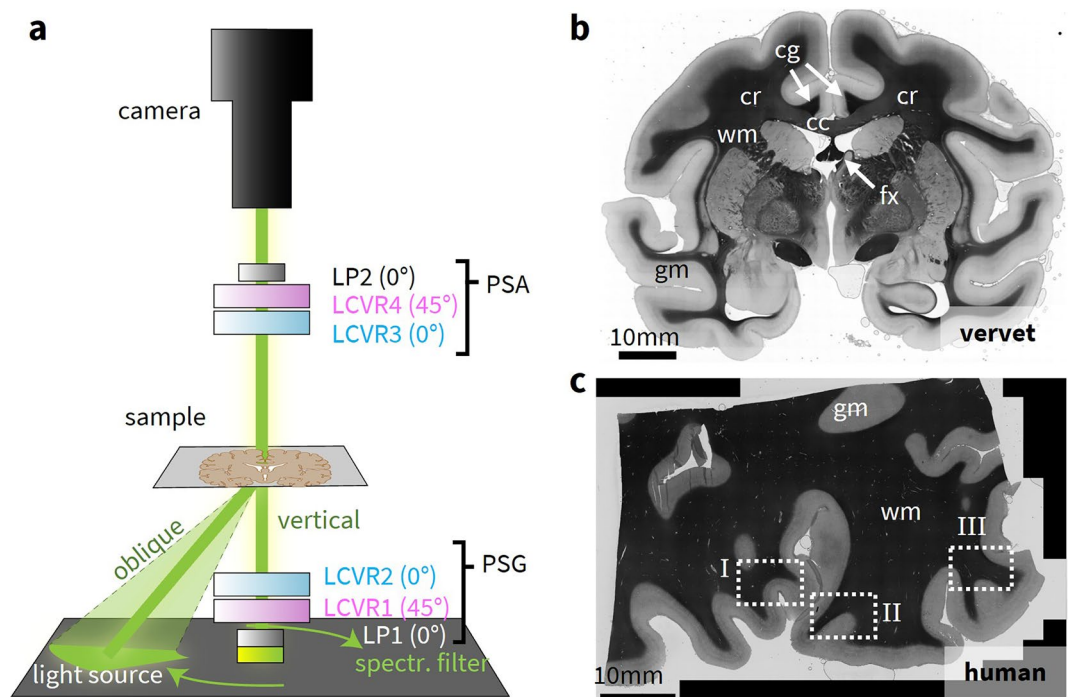 a
camera
LP2 (0°)
LCVR4 (45°)
LCVR3 (0°)
PSA
sample
vertical
oblique
LCVR2 (0°)
LCVR1 (45°)
LP1 (0°)
PSG
spectr. filter
light source
b
cg
cr
cr
wm
cc
fx
gm
10mm
vervet
c
gm
wm
I
II
III
10mm
human